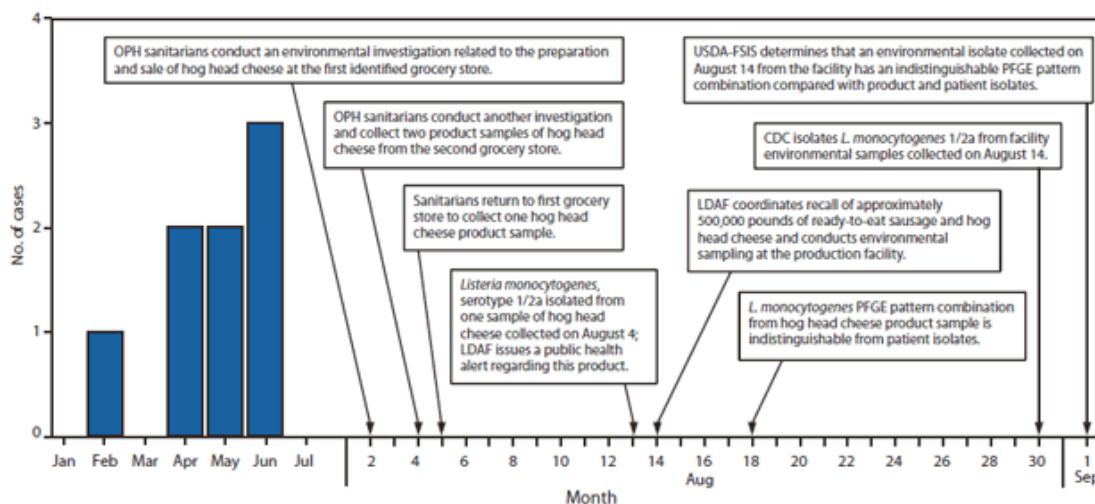 4
3
2
1
0
No. of cases
OPH sanitarians conduct an environmental investigation related to the preparation
and sale of hog head cheese at the first identified grocery store.
OPH sanitarians conduct another investigation
and collect two product samples of hog head
cheese from the second grocery store.
Sanitarians return to first grocery
store to collect one hog head
cheese product sample.
Listeria monocytogenes,
serotype 1/2a isolated from
one sample of hog head
cheese collected on August 4;
LDAF issues a public health
alert regarding this product.
USDA-FSIS determines that an environmental isolate collected on
August 14 from the facility has an indistinguishable PFGE pattern
combination compared with product and patient isolates.
CDC isolates L. monocytogenes 1/2a from facility
environmental samples collected on August 14.
LDAF coordinates recall of approximately
500,000 pounds of ready-to-eat sausage and hog
head cheese and conducts environmental
sampling at the production facility.
L. monocytogenes PFGE pattern combination
from hog head cheese product sample is
indistinguishable from patient isolates.
Jan Feb Mar Apr May Jun Jul 2 4 6 8 10 12 14 16 18 20 22 24 26 28 30 1
Aug Sep
Month